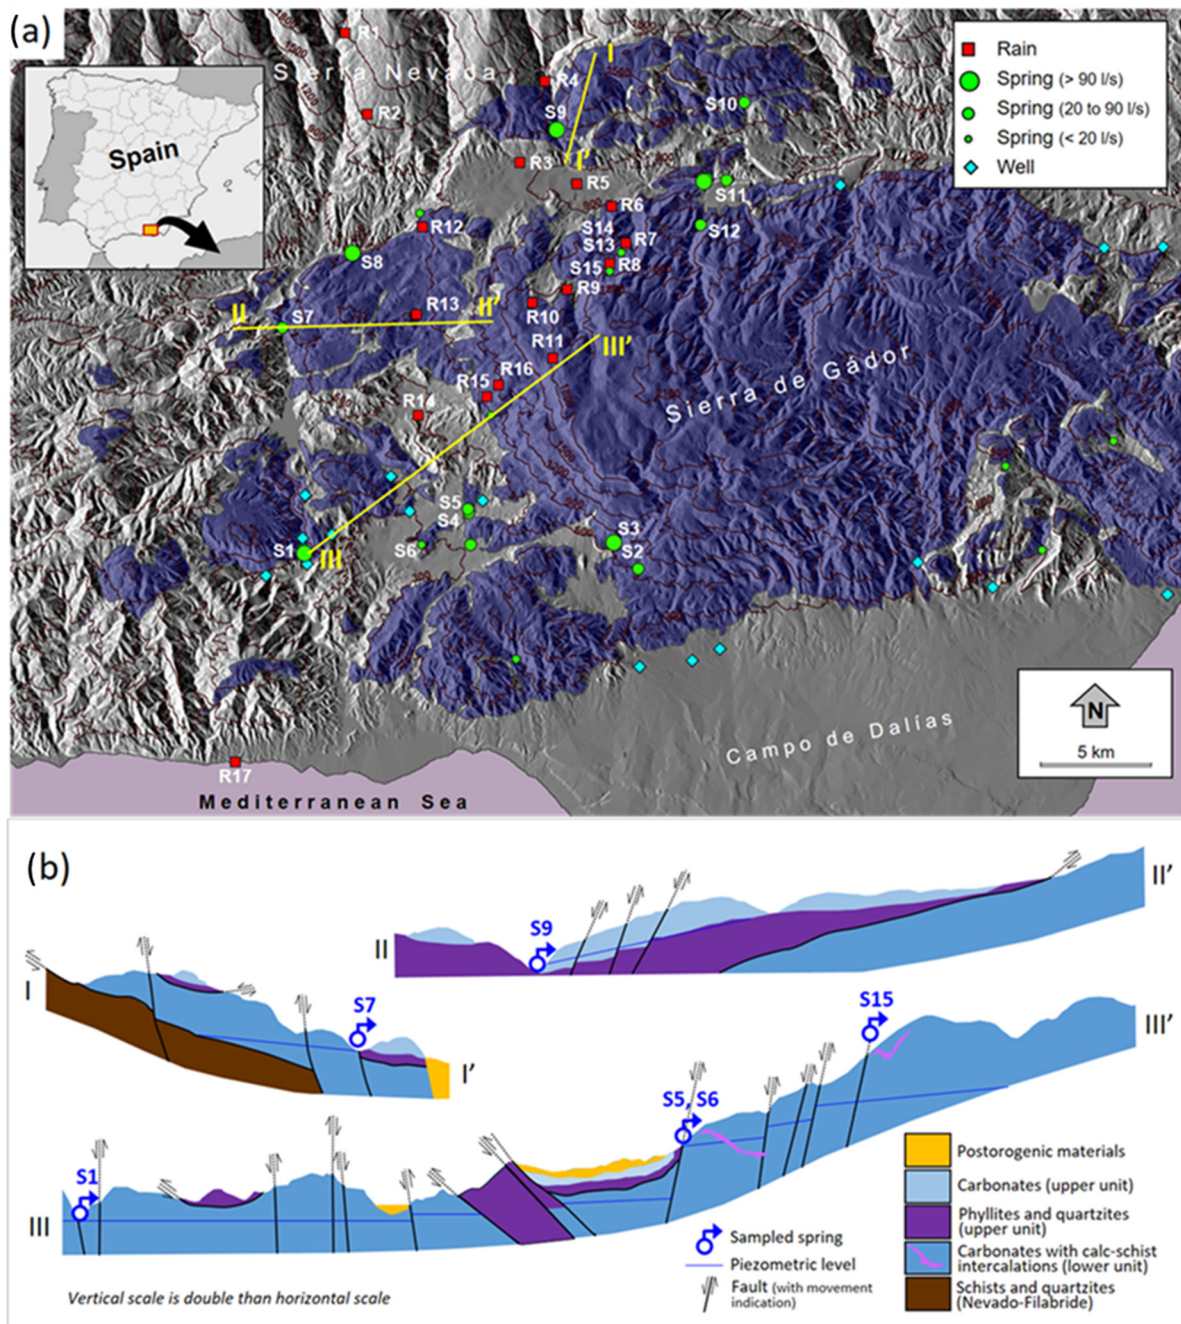 (a)
Sierra Nevada
Spain
Rain
Spring (> 90 l/s)
Spring (20 to 90 l/s)
Spring (< 20 l/s)
Well
R1
R2
R4
I
S9
S10
R3
I'
R5
S11
R6
S14
S13
R7
S12
R12
S8
S15
R8
R9
R10
R13
II
II'
S7
III'
R11
R16
R15
R14
Sierra de Gádor
S5
S4
S6
S1
III
S3
S2
N
5 km
Campo de Dalías
R17
Mediterranean Sea
(b)
II
S9
II'
I
S7
I'
S15
III'
S5, S6
S1
III
Sampled spring
Piezometric level
Fault (with movement
indication)
Postorogenic materials
Carbonates (upper unit)
Phyllites and quartzites
(upper unit)
Carbonates with calc-schist
intercalations (lower unit)
Schists and quartzites
(Nevado-Filabride)
Vertical scale is double than horizontal scale